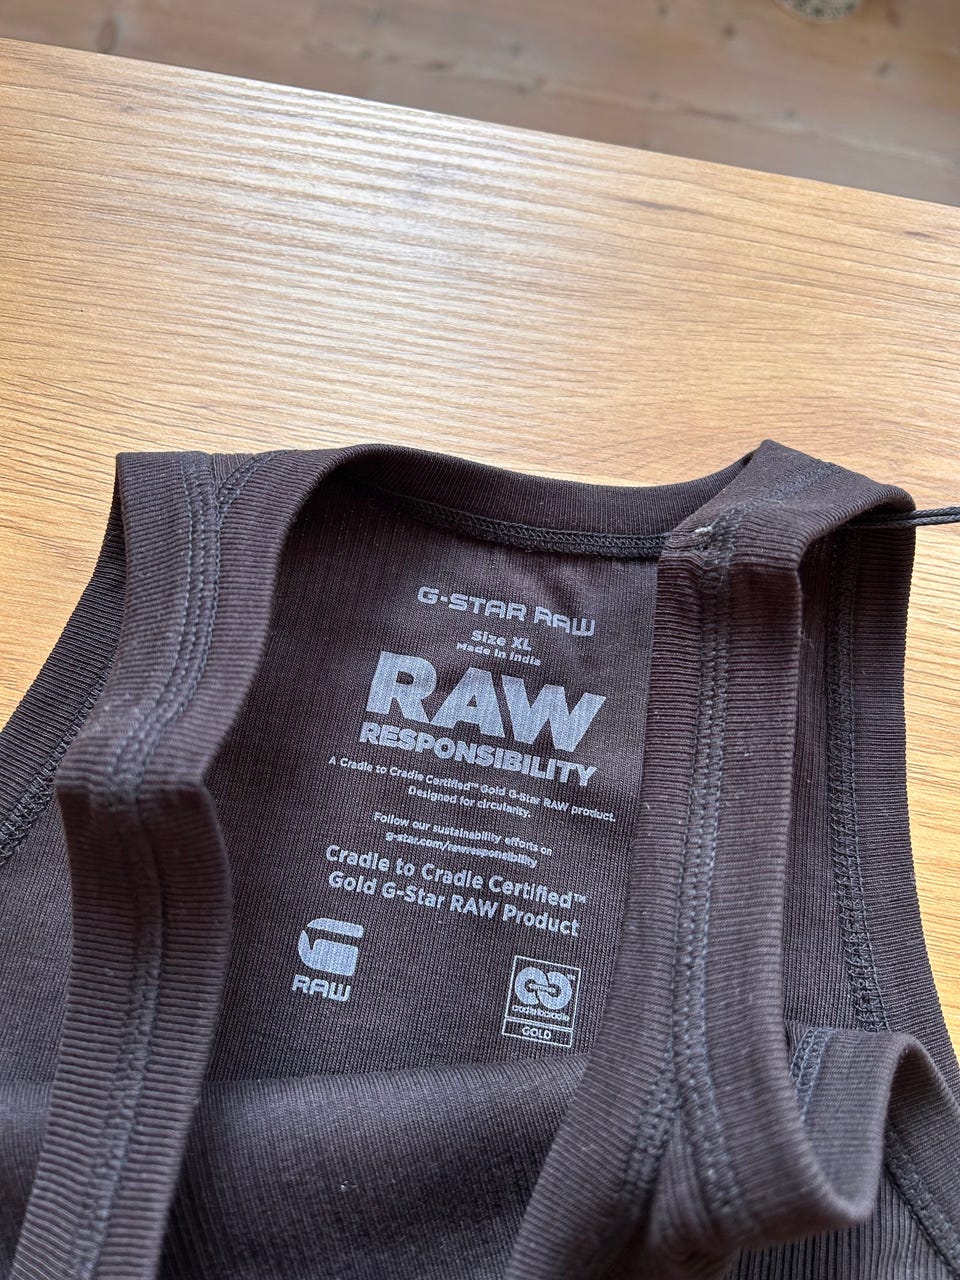 G-STAR RAW
Size XL
Made in India
RAW
RESPONSIBILITY
A Cradle to Cradle Certified™ Gold G-Star RAW product.
Designed for circularity.
Follow our sustainability efforts on
g-star.com/rawresponsibility
Cradle to Cradle Certified™
Gold G-Star RAW Product
G
RAW
cradletocradle
GOLD